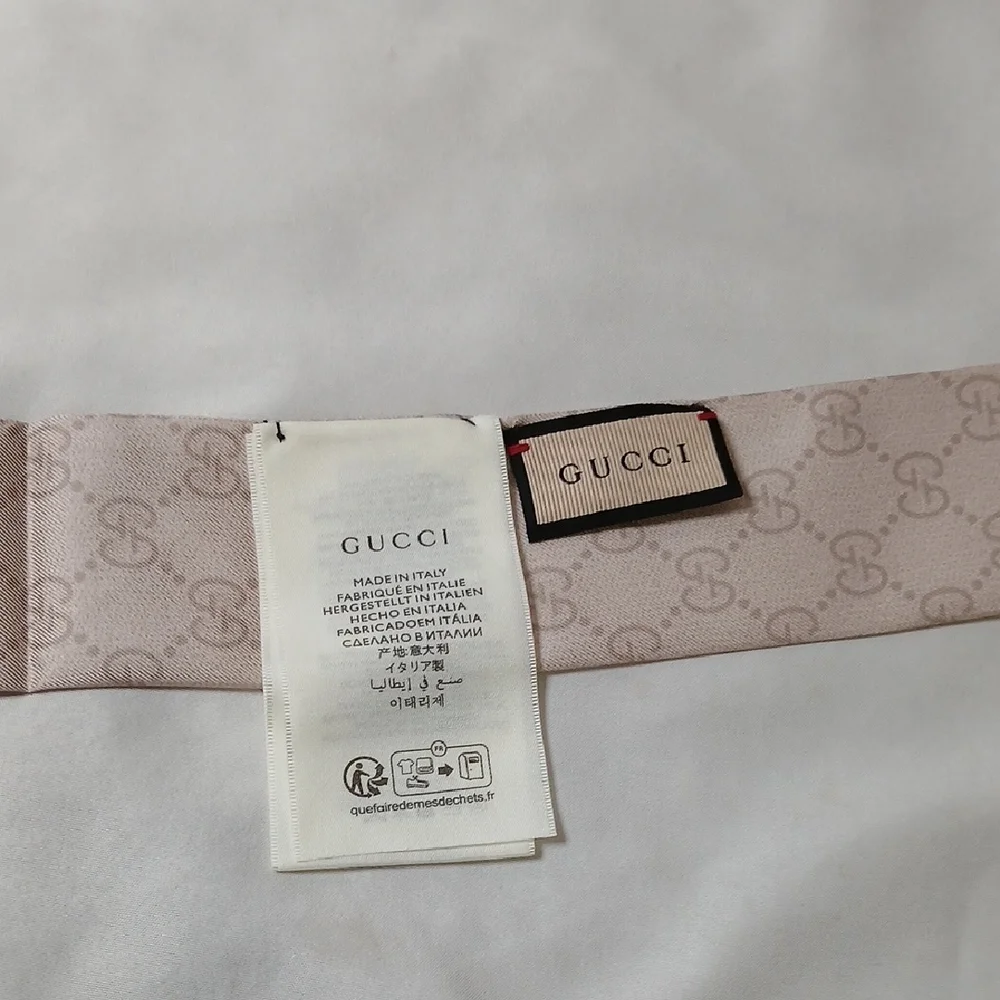 GUCCI
MADE IN ITALY
FABRIQUÉ EN ITALIE
HERGESTELLT IN ITALIEN
HECHO EN ITALIA
FABRICADOEM ITÁLIA
СДЕЛАНО В ИТАЛИИ
产地:意大利
イタリア製
صنع في إيطاليا
이태리제
FR
quefairedemesdechets.fr
GUCCI